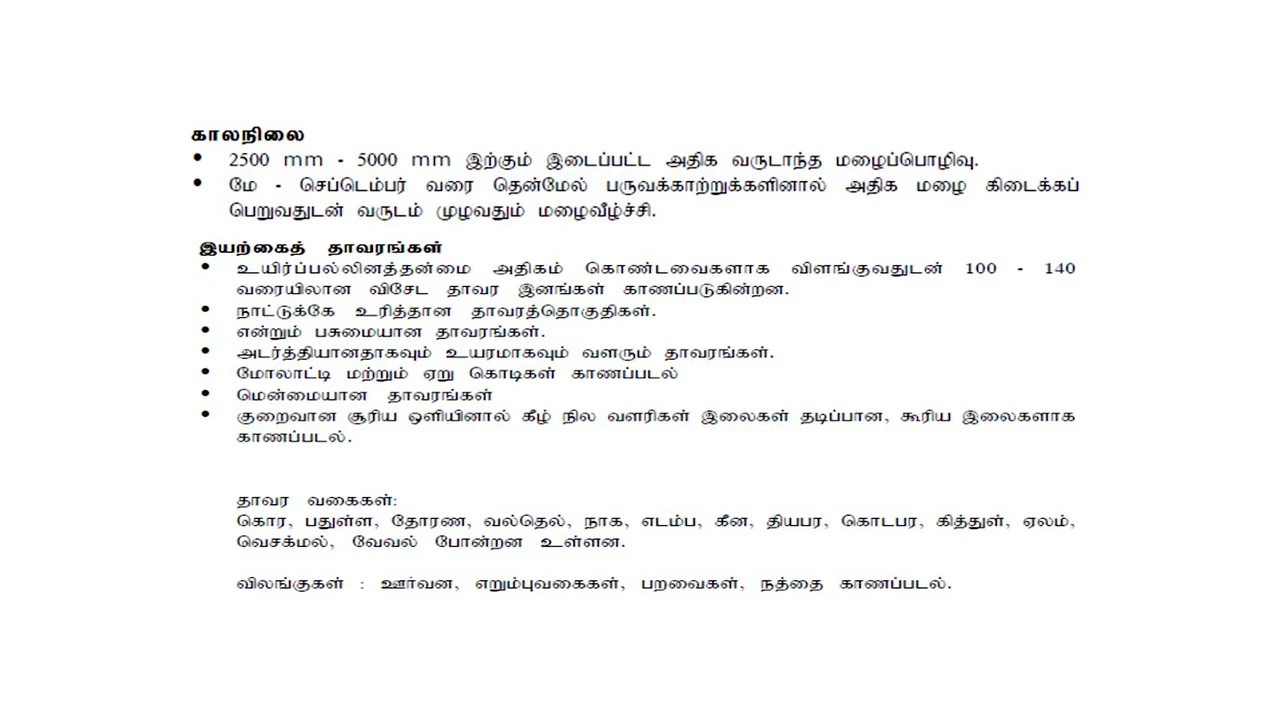 காலநிலை
• 2500 mm - 5000 mm இற்கும் இடைப்பட்ட அதிக வருடாந்த மழைப்பொழிவு.
• மே - செப்டெம்பர் வரை தென்மேல் பருவக்காற்றுக்களினால் அதிக மழை கிடைக்கப்
பெறுவதுடன் வருடம் முழவதும் மழைவீழ்ச்சி.
இயற்கைத் தாவரங்கள்
• உயிர்ப்பல்லினத்தன்மை அதிகம் கொண்டவைகளாக விளங்குவதுடன் 100 - 140
வரையிலான விசேட தாவர இனங்கள் காணப்படுகின்றன.
• நாட்டுக்கே உரித்தான தாவரத்தொகுதிகள்.
• என்றும் பசுமையான தாவரங்கள்.
• அடர்த்தியானதாகவும் உயரமாகவும் வளரும் தாவரங்கள்.
• மோலாட்டி மற்றும் ஏறு கொடிகள் காணப்படல்
• மென்மையான தாவரங்கள்
• குறைவான சூரிய ஒளியினால் கீழ் நில வளரிகள் இலைகள் தடிப்பான, கூரிய இலைகளாக
காணப்படல்.
தாவர வகைகள்:
கொர, பதுள்ள, தோரண, வல்தெல், நாக, எடம்ப, கீன, தியபர, கொடபர, கித்துள், ஏலம்,
வெசக்மல், வேவல் போன்றன உள்ளன.
விலங்குகள் : ஊர்வன, எறும்புவகைகள், பறவைகள், நத்தை காணப்படல்.